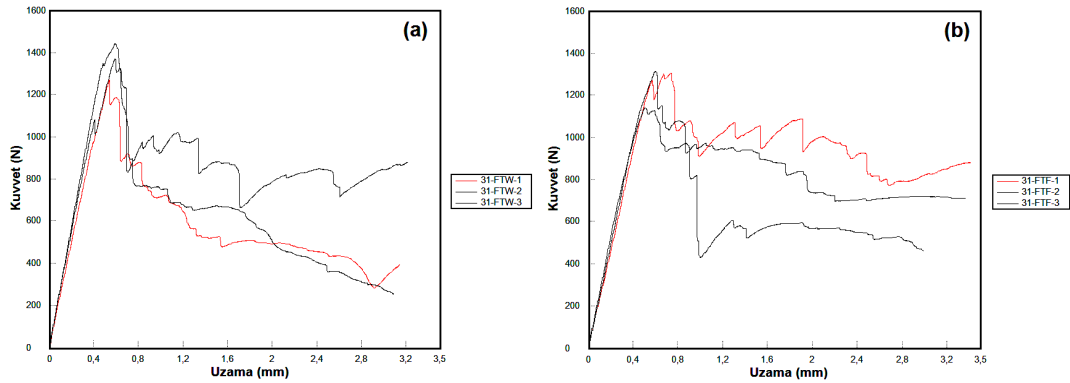 (a)
Kuvvet (N)
1600
1400
1200
1000
800
600
400
200
0
0 0,4 0,8 1,2 1,6 2 2,4 2,8 3,2 3,5
Uzama (mm)
31-FTW-1
31-FTW-2
31-FTW-3
(b)
Kuvvet (N)
1600
1400
1200
1000
800
600
400
200
0
0 0,4 0,8 1,2 1,6 2 2,4 2,8 3,2 3,5
Uzama (mm)
31-FTF-1
31-FTF-2
31-FTF-3